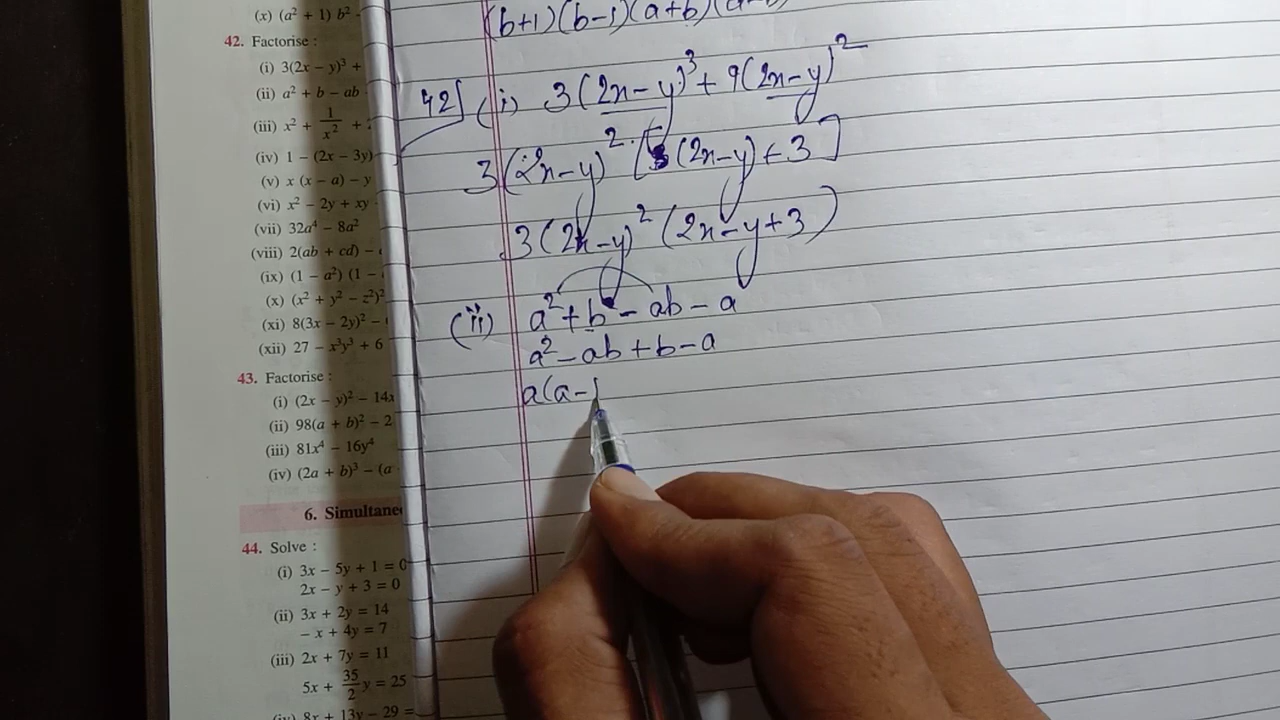 (x) (a² + 1) b² -
42. Factorise :
(i) 3(2x – y)³ +
(ii) a² + b – ab
(iii) x² + 1/x² +
(iv) 1 – (2x – 3y)
(v) x (x – a) – y
(vi) x² – 2y + xy
(vii) 32a⁴ – 8a²
(viii) 2(ab + cd) –
(ix) (1 – a²) (1 –
(x) (x² + y² – z²)²
(xi) 8(3x – 2y)² –
(xii) 27 – x³y³ + 6
43. Factorise :
(i) (2x – y)² – 14x
(ii) 98(a + b)² – 2
(iii) 81x⁴ – 16y⁴
(iv) (2a + b)³ – (a
6. Simultane
44. Solve :
(i) 3x – 5y + 1 = 0
2x – y + 3 = 0
(ii) 3x + 2y = 14
– x + 4y = 7
(iii) 2x + 7y = 11
5x + 35/2 y = 25
8x + 13y – 29 =
(b+1)(b-1)(a+b)
42] (i) 3(2x-y)³ + 9(2x-y)²
3(2x-y)² [(2x-y)+3]
3(2x-y)² (2x-y+3)
(ii) a²+b - ab - a
a² - ab + b - a
a(a-